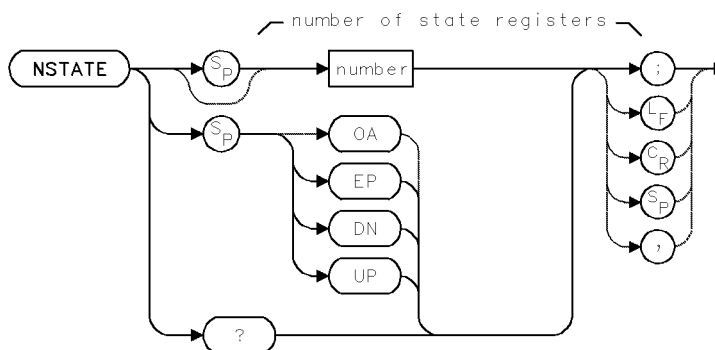 number of state registers
NSTATE
SP
number
;
LF
CR
SP
,
SP
OA
EP
DN
UP
?